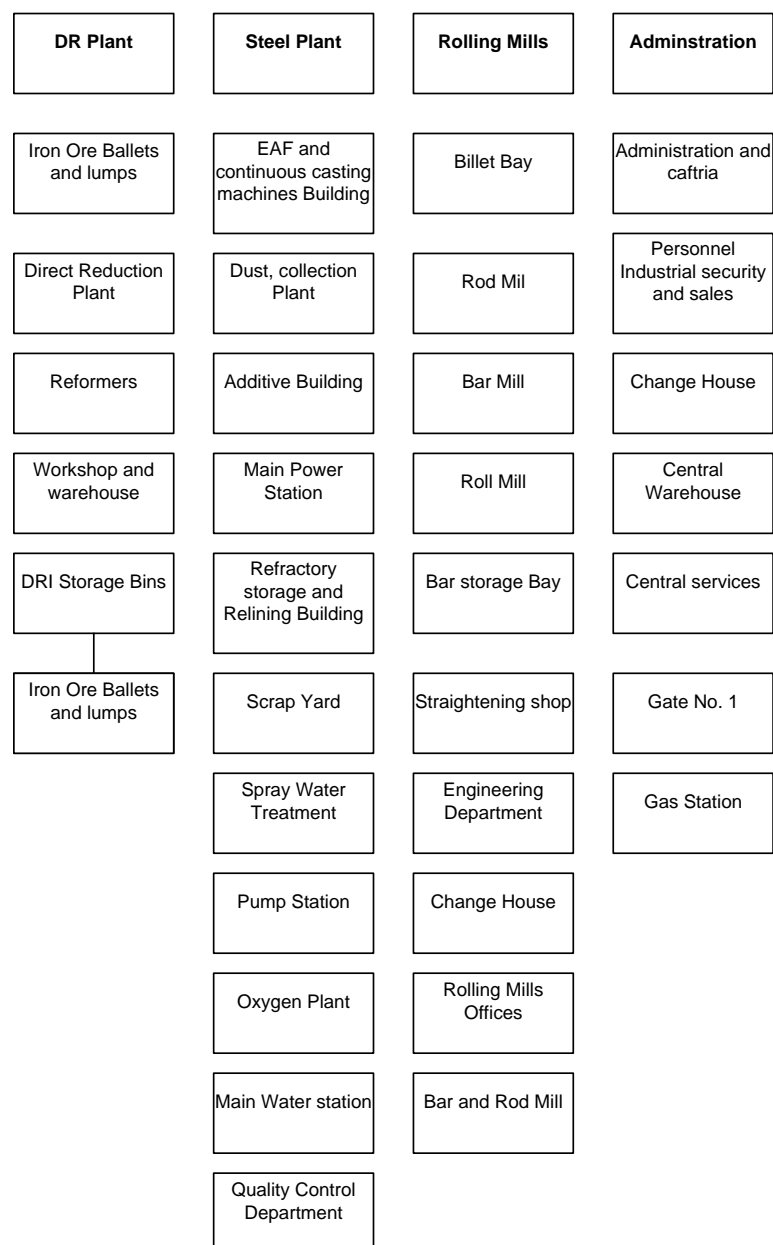 DR Plant
Iron Ore Ballets
and lumps
Direct Reduction
Plant
Reformers
Workshop and
warehouse
DRI Storage Bins
Iron Ore Ballets
and lumps
Steel Plant
EAF and
continuous casting
machines Building
Dust, collection
Plant
Additive Building
Main Power
Station
Refractory
storage and
Relining Building
Scrap Yard
Spray Water
Treatment
Pump Station
Oxygen Plant
Main Water station
Quality Control
Department
Rolling Mills
Billet Bay
Rod Mil
Bar Mill
Roll Mill
Bar storage Bay
Straightening shop
Engineering
Department
Change House
Rolling Mills
Offices
Bar and Rod Mill
Adminstration
Administration and
caftria
Personnel
Industrial security
and sales
Change House
Central
Warehouse
Central services
Gate No. 1
Gas Station